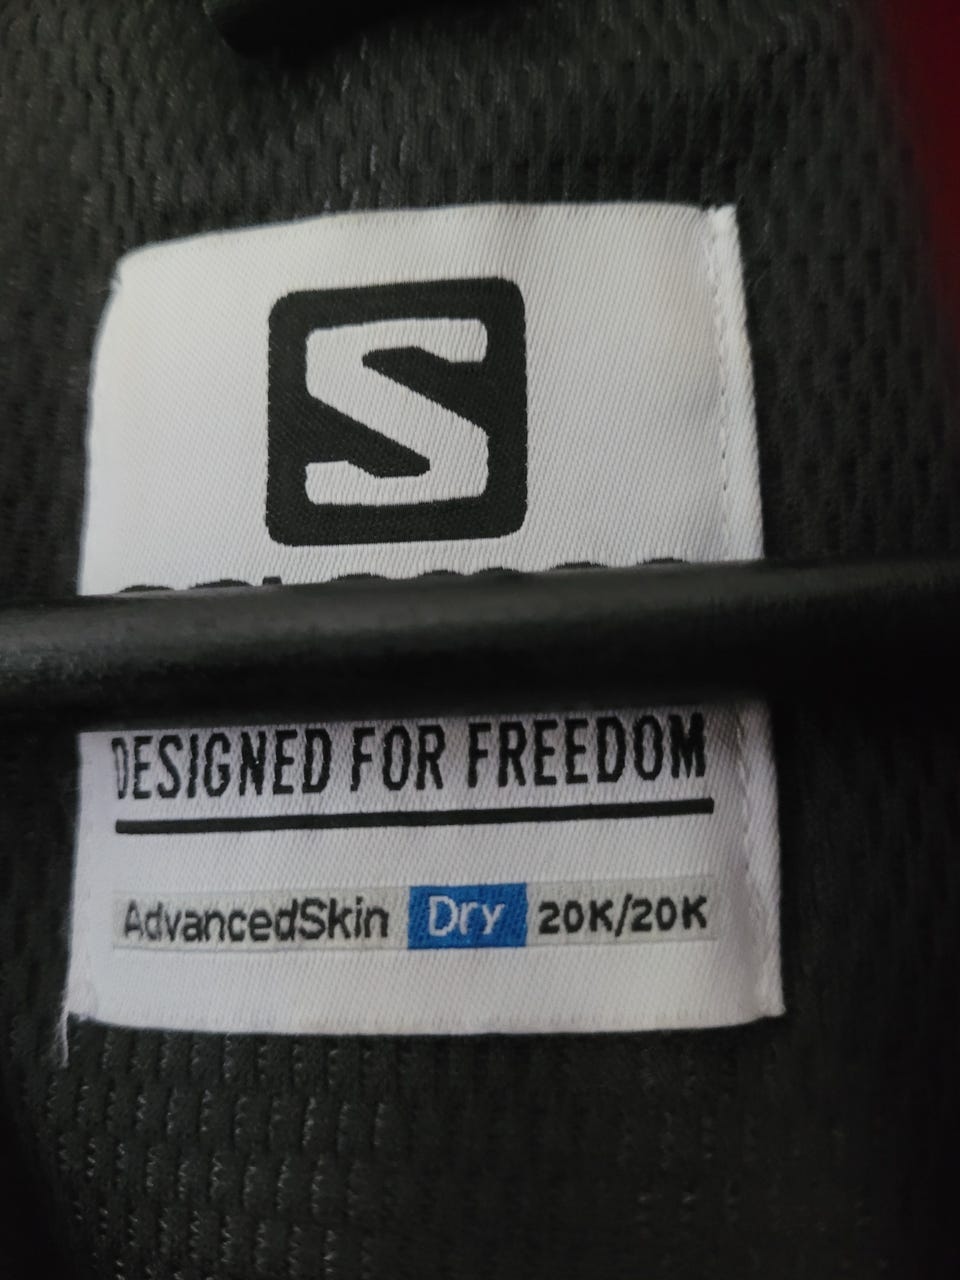 S
DESIGNED FOR FREEDOM
AdvancedSkin Dry 20K/20K